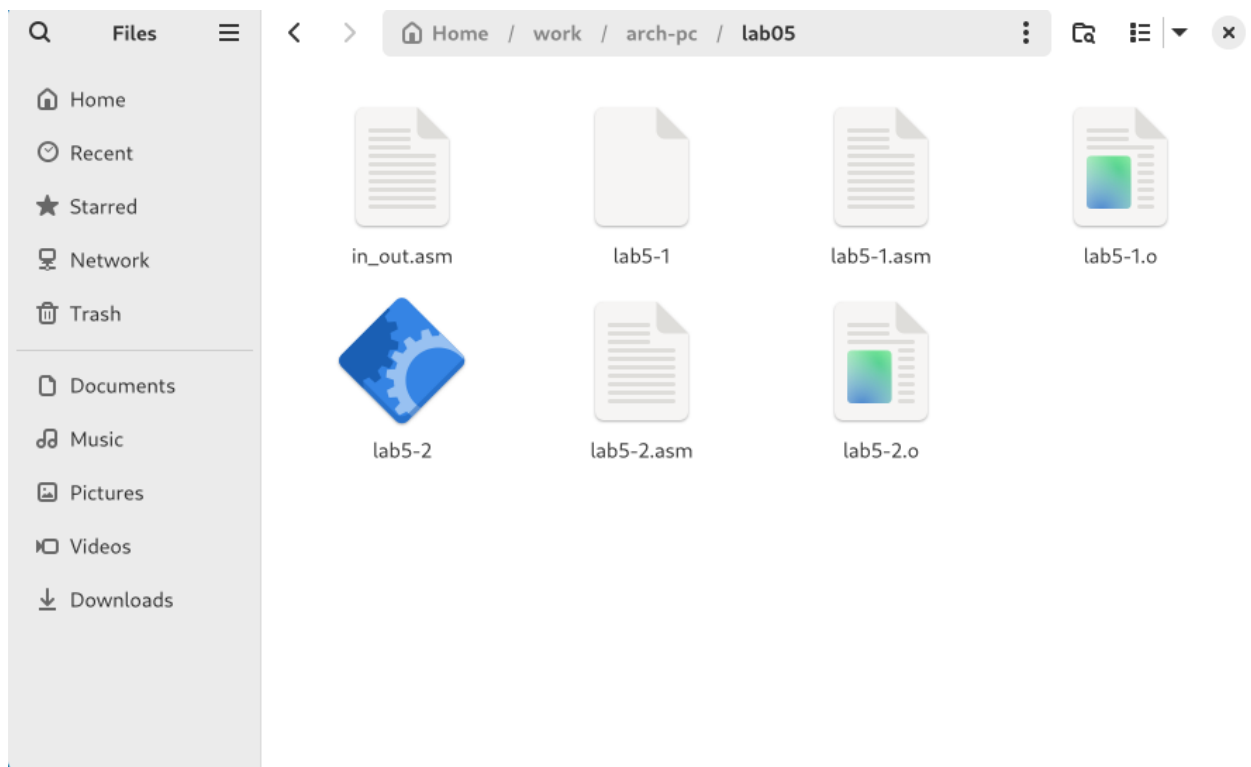 Files
Home / work / arch-pc / lab05
Home
Recent
Starred
Network
Trash
Documents
Music
Pictures
Videos
Downloads
in_out.asm
lab5-1
lab5-1.asm
lab5-1.o
lab5-2
lab5-2.asm
lab5-2.o